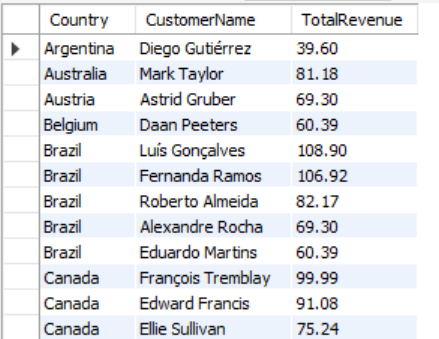 Country CustomerName TotalRevenue
Argentina Diego Gutiérrez 39.60
Australia Mark Taylor 81.18
Austria Astrid Gruber 69.30
Belgium Daan Peeters 60.39
Brazil Luís Gonçalves 108.90
Brazil Fernanda Ramos 106.92
Brazil Roberto Almeida 82.17
Brazil Alexandre Rocha 69.30
Brazil Eduardo Martins 60.39
Canada François Tremblay 99.99
Canada Edward Francis 91.08
Canada Ellie Sullivan 75.24